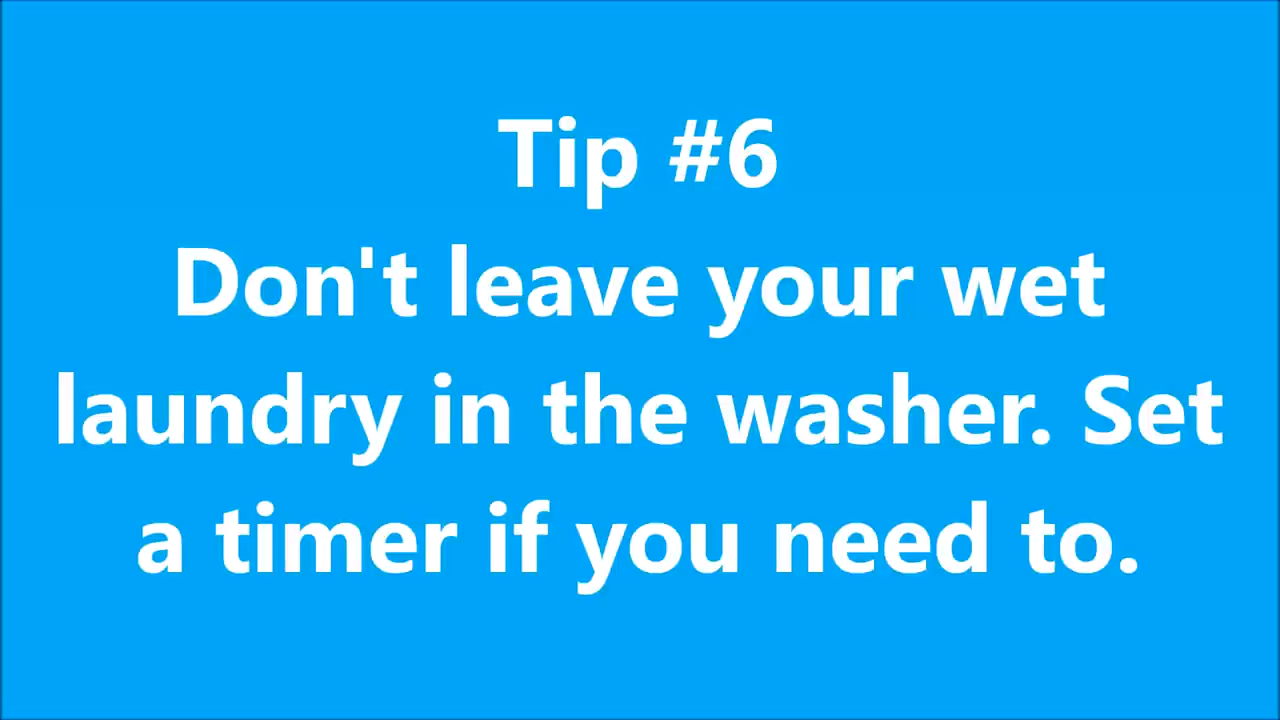 Tip #6
Don't leave your wet
laundry in the washer. Set
a timer if you need to.